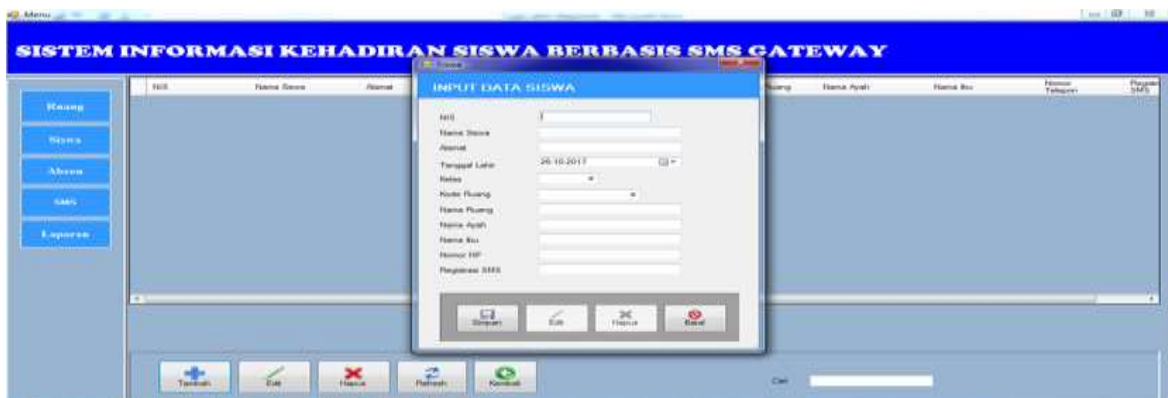 Menu
SISTEM INFORMASI KEHADIRAN SISWA BERBASIS SMS GATEWAY
NIS Nama Siswa Alamat Ruang Nama Ayah Nama Ibu Nomor Telepon Registrasi SMS
Ruang
Siswa
Absen
SMS
Laporan
INPUT DATA SISWA
NIS
Nama Siswa
Alamat
Tanggal Lahir 26-10-2017
Kelas
Kode Ruang
Nama Ruang
Nama Ayah
Nama Ibu
Nomor HP
Registrasi SMS
Simpan Edit Hapus Batal
Tambah Edit Hapus Refresh Kembali Cari